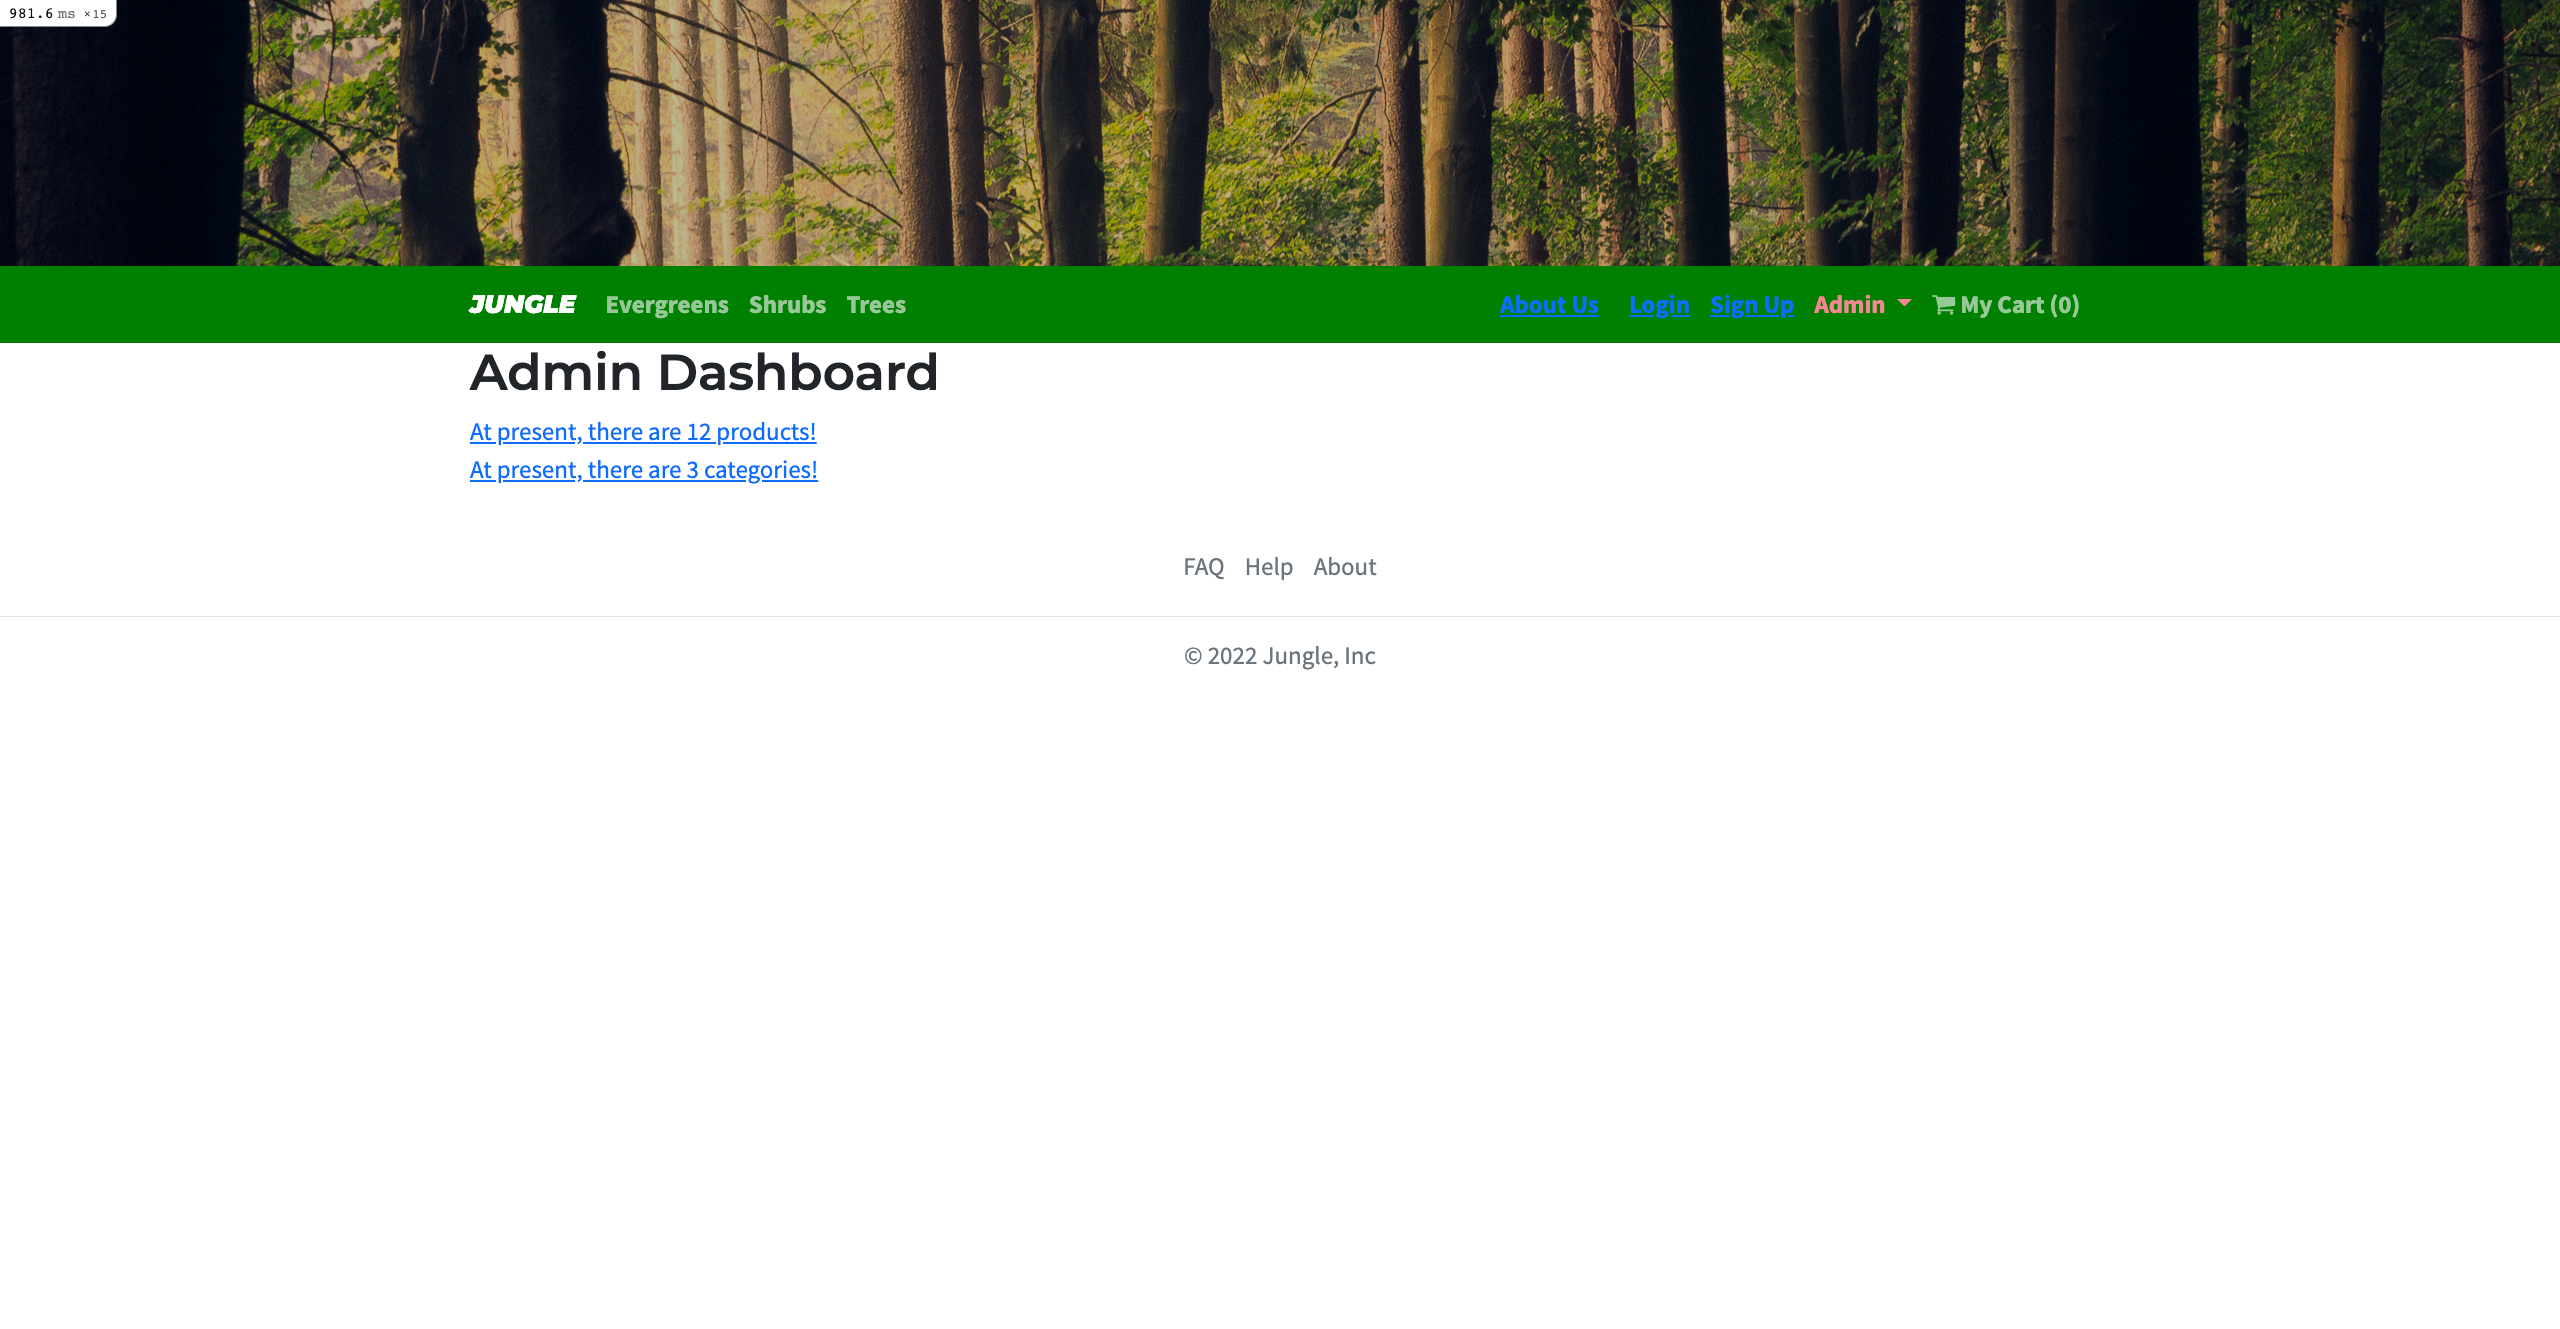 981.6 ms ×15
JUNGLE Evergreens Shrubs Trees About Us Login Sign Up Admin My Cart (0)
Admin Dashboard
At present, there are 12 products!
At present, there are 3 categories!
FAQ Help About
© 2022 Jungle, Inc